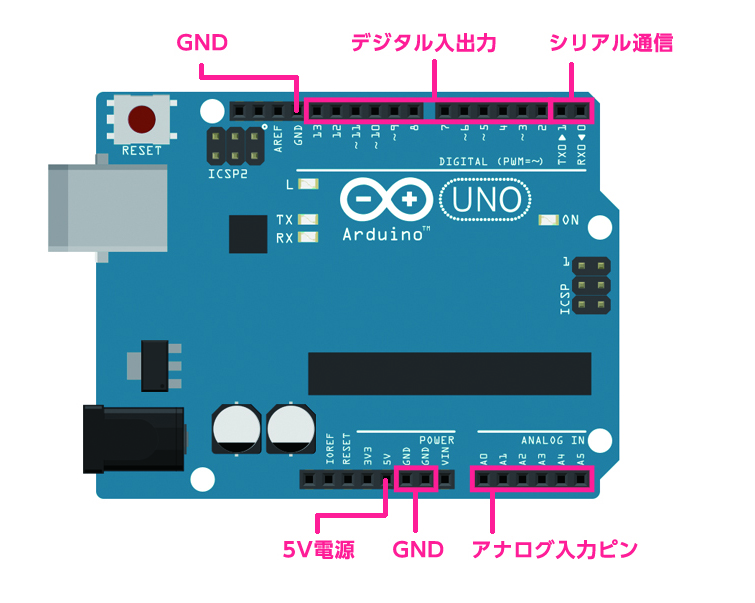 GND
デジタル入出力
シリアル通信
RESET
ICSP2
AREF
GND
13
12
~11
~10
~9
8
7
~6
~5
4
~3
2
TX0▶1
RX0◀0
DIGITAL (PWM=~)
L
TX
RX
Arduino™
UNO
ON
1
ICSP
POWER
ANALOG IN
IOREF
RESET
3V3
5V
GND
GND
VIN
A0
A1
A2
A3
A4
A5
5V電源
GND
アナログ入力ピン